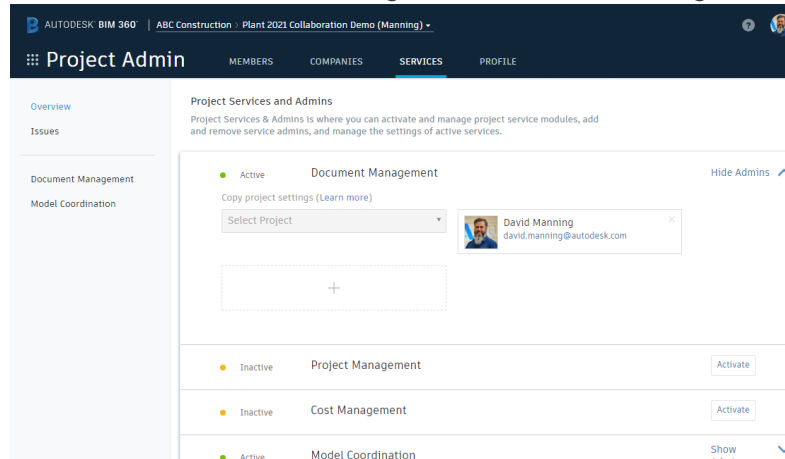 AUTODESK BIM 360 | ABC Construction > Plant 2021 Collaboration Demo (Manning)
Project Admin MEMBERS COMPANIES SERVICES PROFILE
Overview
Issues
Document Management
Model Coordination
Project Services and Admins
Project Services & Admins is where you can activate and manage project service modules, add
and remove service admins, and manage the settings of active services.
Active Document Management Hide Admins
Copy project settings (Learn more)
Select Project
David Manning
david.manning@autodesk.com
+
Inactive Project Management Activate
Inactive Cost Management Activate
Active Model Coordination Show